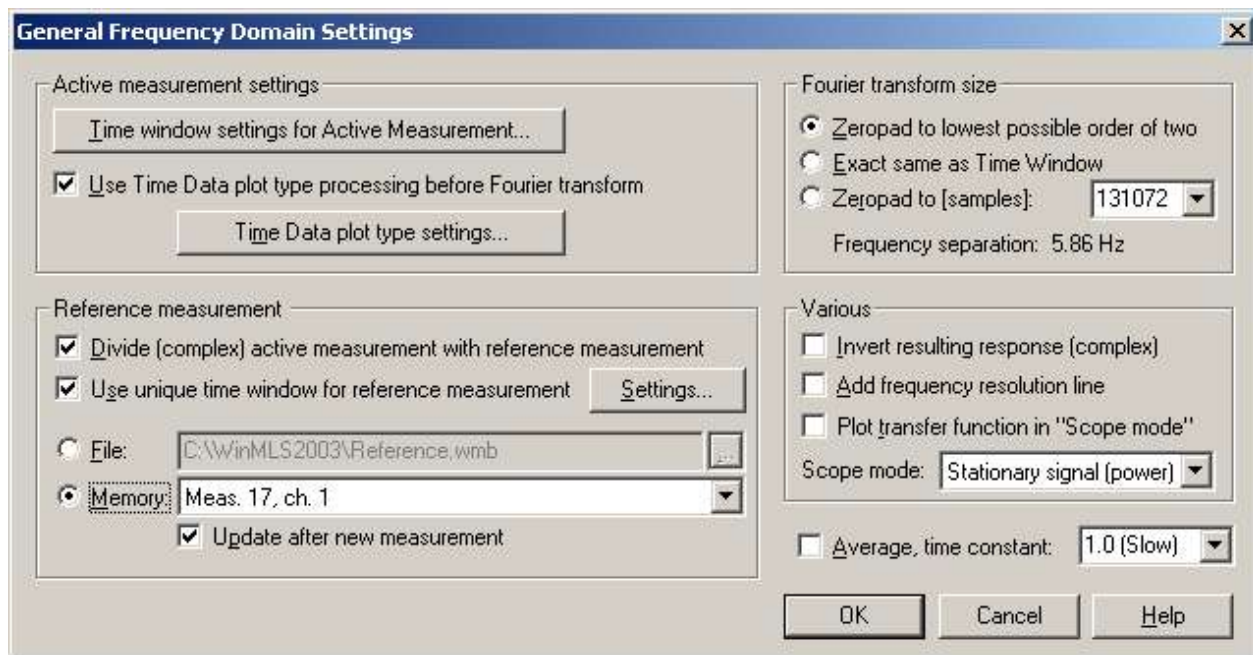 General Frequency Domain Settings
Active measurement settings
Time window settings for Active Measurement...
Use Time Data plot type processing before Fourier transform
Time Data plot type settings...
Fourier transform size
Zeropad to lowest possible order of two
Exact same as Time Window
Zeropad to [samples]: 131072
Frequency separation: 5.86 Hz
Reference measurement
Divide (complex) active measurement with reference measurement
Use unique time window for reference measurement Settings...
File: C:\WinMLS2003\Reference.wmb ...
Memory: Meas. 17, ch. 1
Update after new measurement
Various
Invert resulting response (complex)
Add frequency resolution line
Plot transfer function in "Scope mode"
Scope mode: Stationary signal (power)
Average, time constant: 1.0 (Slow)
OK Cancel Help